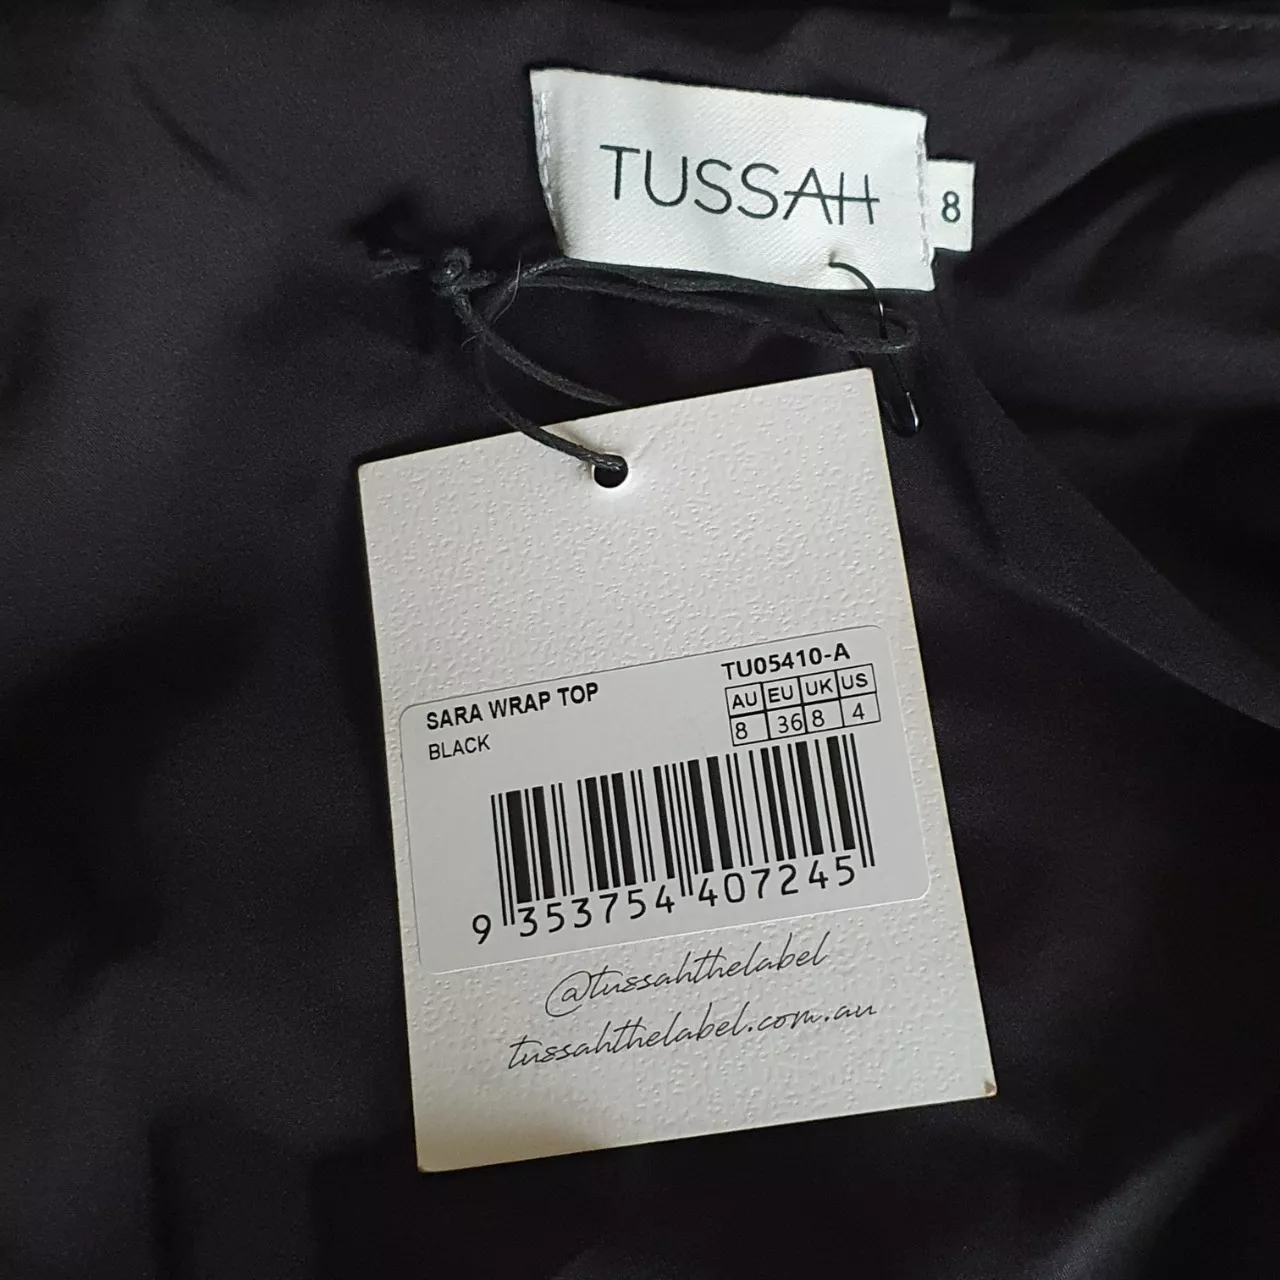 TUSSAH
8
SARA WRAP TOP
BLACK
TU05410-A
AU EU UK US
8 36 8 4
9 353754 407245
@tussahthelabel
tussahthelabel.com.au